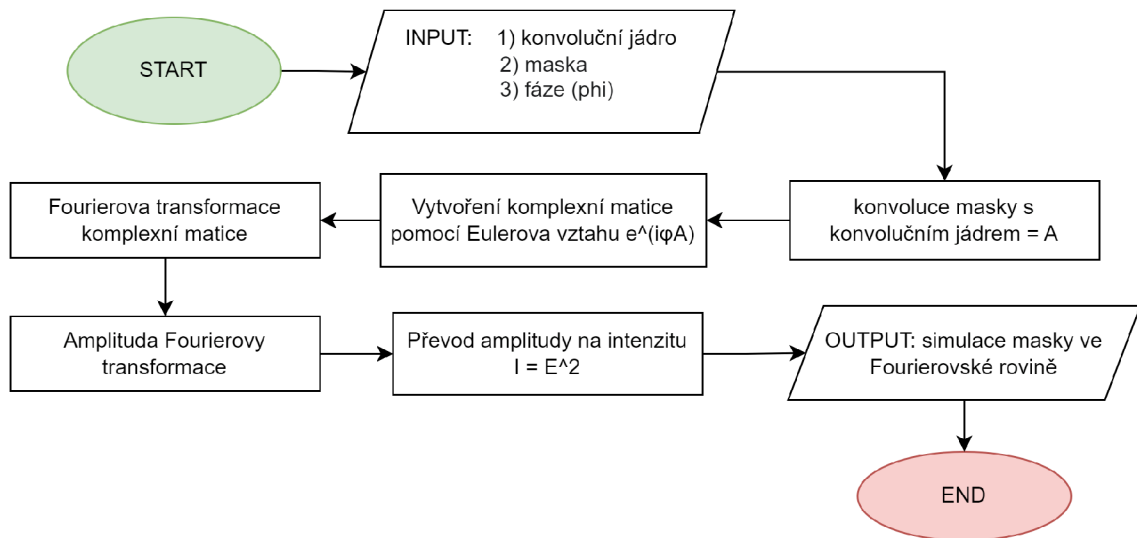 START
INPUT: 1) konvoluční jádro
2) maska
3) fáze (phi)
konvoluce masky s
konvolučním jádrem = A
Vytvoření komplexní matice
pomocí Eulerova vztahu e^(iφA)
Fourierova transformace
komplexní matice
Amplituda Fourierovy
transformace
Převod amplitudy na intenzitu
I = E^2
OUTPUT: simulace masky ve
Fourierovské rovině
END